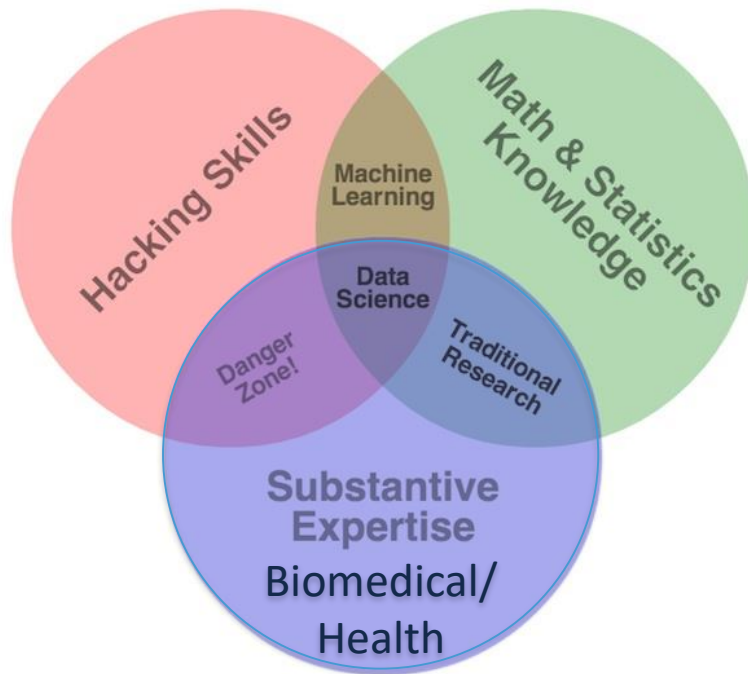 Hacking Skills
Math & Statistics
Knowledge
Machine
Learning
Data
Science
Danger
Zone!
Traditional
Research
Substantive
Expertise
Biomedical/
Health